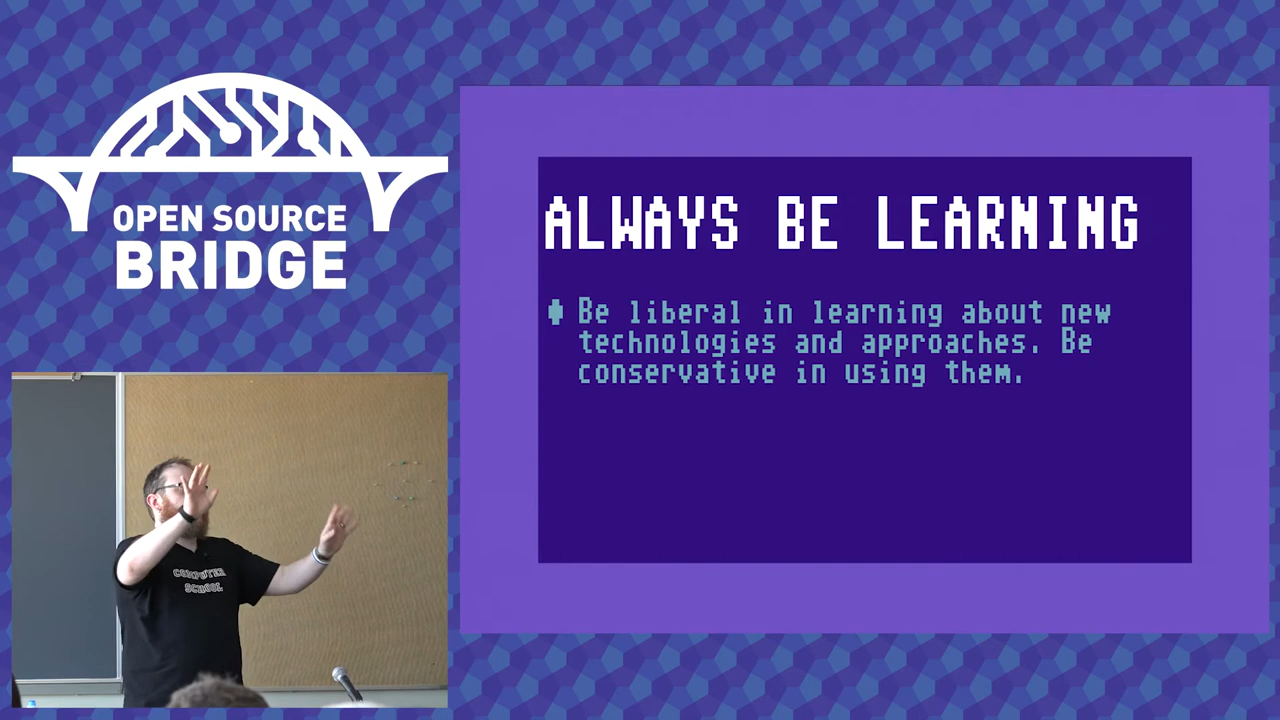 OPEN SOURCE
BRIDGE
ALWAYS BE LEARNING
Be liberal in learning about new
technologies and approaches. Be
conservative in using them.
COMPUTER
SCHOOL